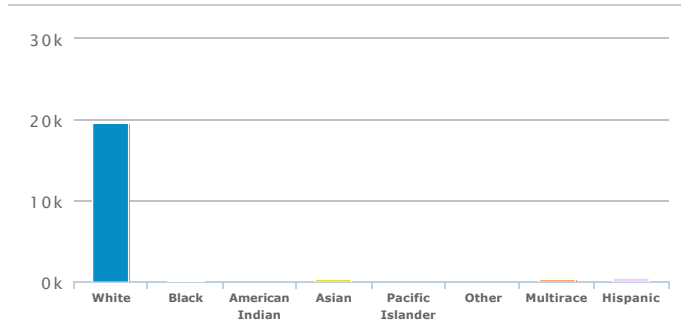 30k
20k
10k
0k
White Black American Indian Asian Pacific Islander Other Multirace Hispanic